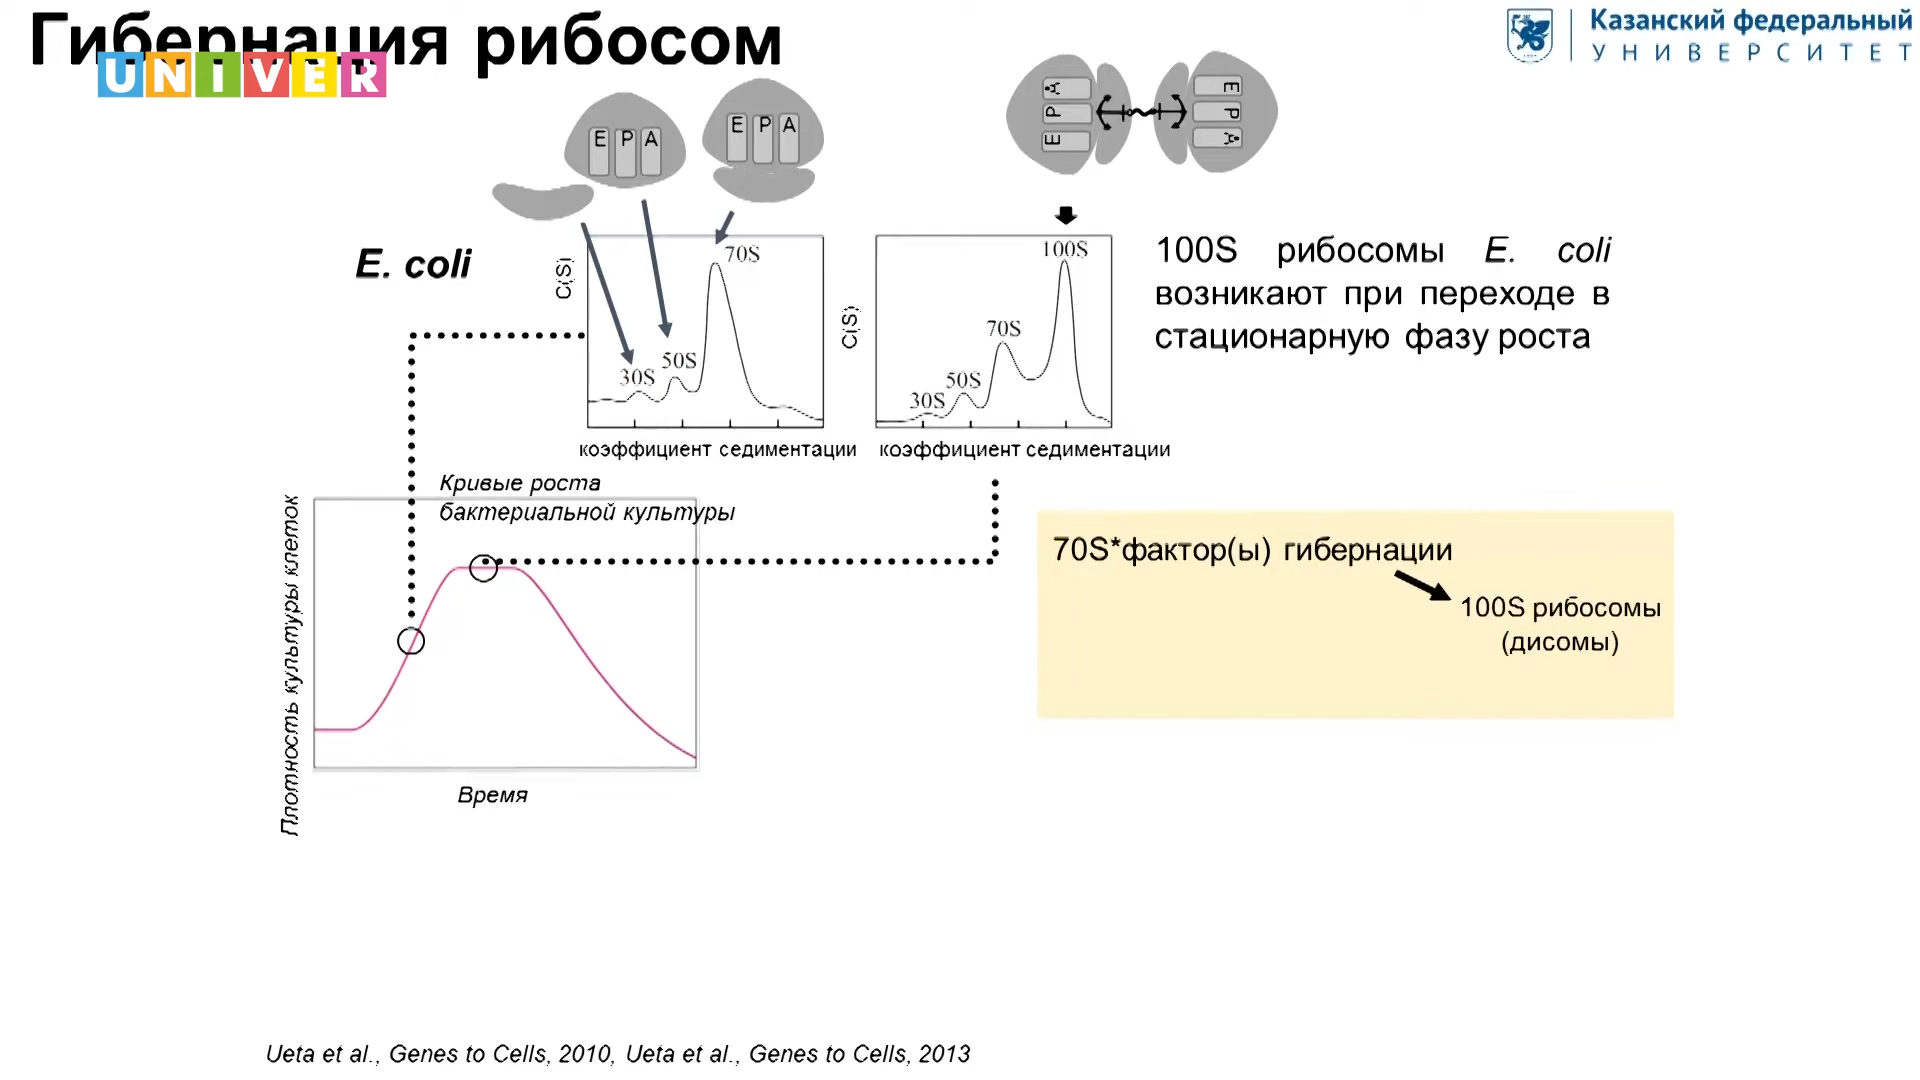 Гибернация рибосом
UNIVER
Казанский федеральный
УНИВЕРСИТЕТ
E P A
E P A
E P A
E P A
E. coli
C(S)
30S
50S
70S
коэффициент седиментации
C(S)
30S
50S
70S
100S
коэффициент седиментации
100S рибосомы E. coli
возникают при переходе в
стационарную фазу роста
Кривые роста
бактериальной культуры
Плотность культуры клеток
Время
70S*фактор(ы) гибернации
100S рибосомы
(дисомы)
Ueta et al., Genes to Cells, 2010, Ueta et al., Genes to Cells, 2013